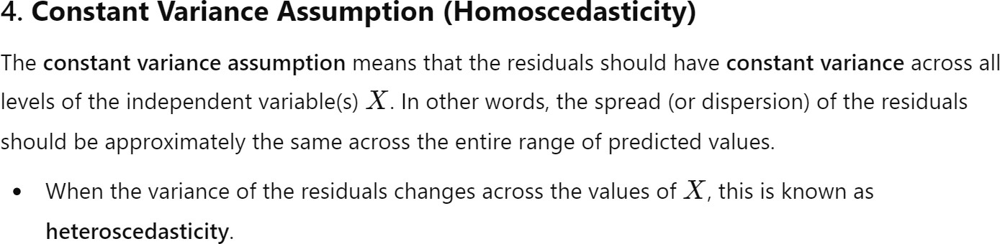 4. Constant Variance Assumption (Homoscedasticity)
The constant variance assumption means that the residuals should have constant variance across all
levels of the independent variable(s) X. In other words, the spread (or dispersion) of the residuals
should be approximately the same across the entire range of predicted values.
• When the variance of the residuals changes across the values of X, this is known as
heteroscedasticity.